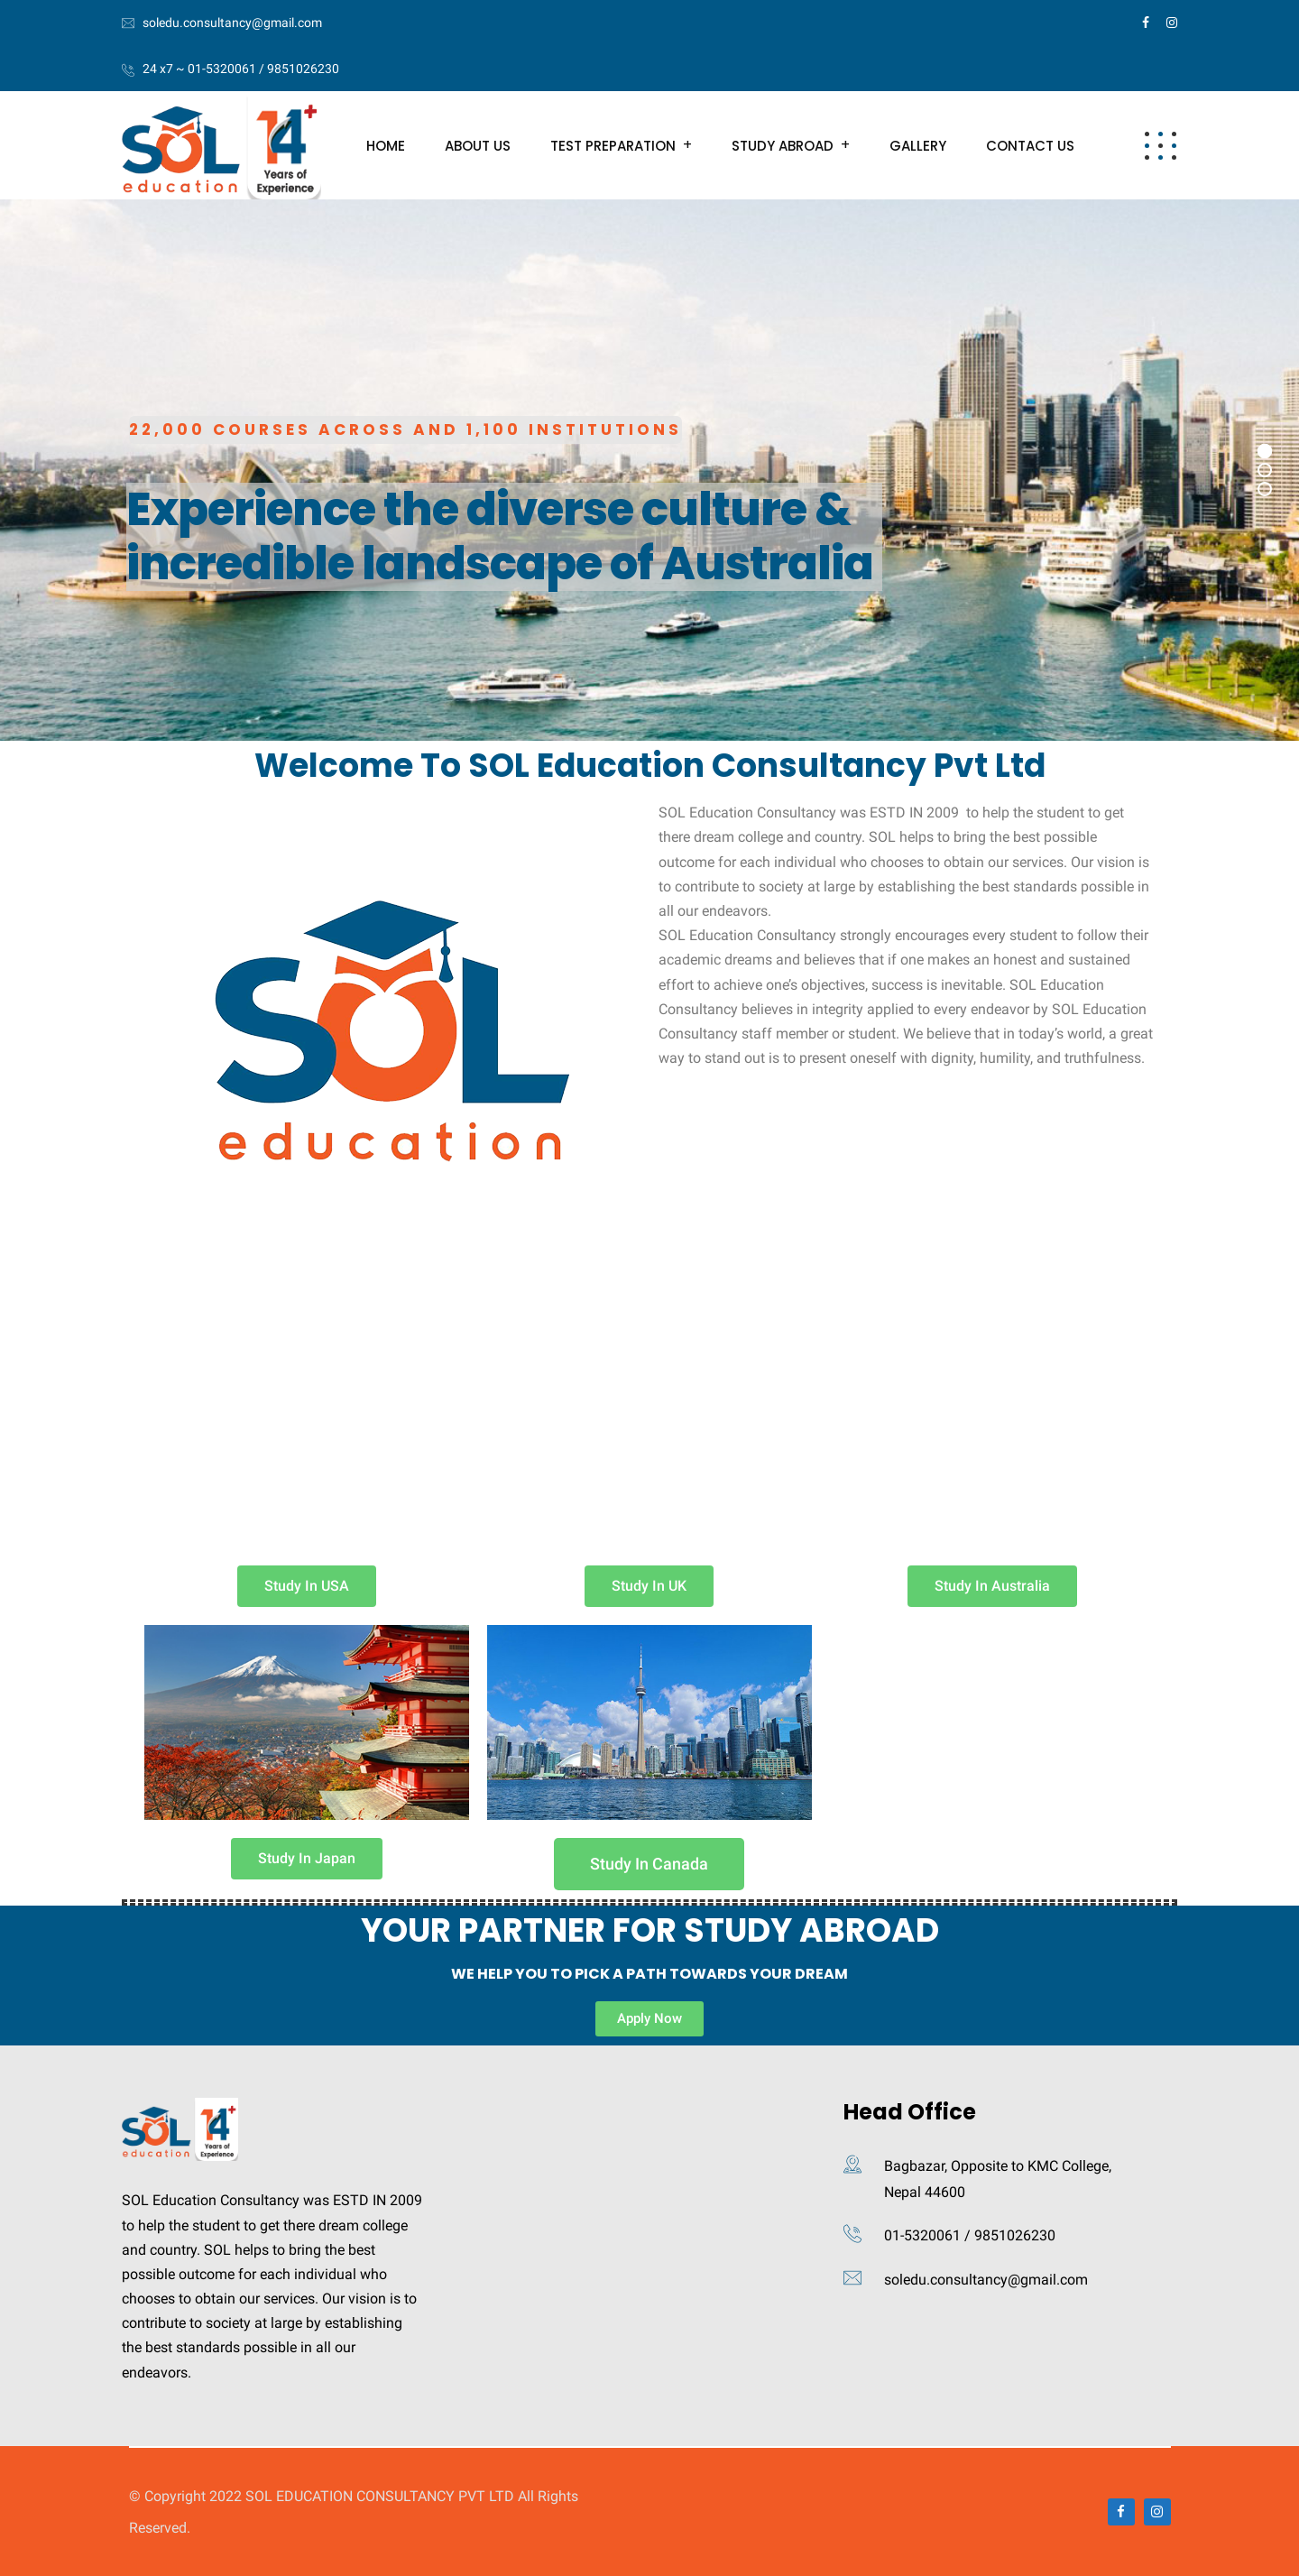 soledu.consultancy@gmail.com
24 x7 ~ 01-5320061 / 9851026230
SOL
education
14+
Years of
Experience
HOME
ABOUT US
TEST PREPARATION +
STUDY ABROAD +
GALLERY
CONTACT US
22,000 COURSES ACROSS AND 1,100 INSTITUTIONS
Experience the diverse culture &
incredible landscape of Australia
Welcome To SOL Education Consultancy Pvt Ltd
SOL
education
SOL Education Consultancy was ESTD IN 2009  to help the student to get
there dream college and country. SOL helps to bring the best possible
outcome for each individual who chooses to obtain our services. Our vision is
to contribute to society at large by establishing the best standards possible in
all our endeavors.
SOL Education Consultancy strongly encourages every student to follow their
academic dreams and believes that if one makes an honest and sustained
effort to achieve one’s objectives, success is inevitable. SOL Education
Consultancy believes in integrity applied to every endeavor by SOL Education
Consultancy staff member or student. We believe that in today’s world, a great
way to stand out is to present oneself with dignity, humility, and truthfulness.
Study In USA
Study In UK
Study In Australia
Study In Japan
Study In Canada
YOUR PARTNER FOR STUDY ABROAD
WE HELP YOU TO PICK A PATH TOWARDS YOUR DREAM
Apply Now
SOL
education
14+
Years of
Experience
SOL Education Consultancy was ESTD IN 2009
to help the student to get there dream college
and country. SOL helps to bring the best
possible outcome for each individual who
chooses to obtain our services. Our vision is to
contribute to society at large by establishing
the best standards possible in all our
endeavors.
Head Office
Bagbazar, Opposite to KMC College,
Nepal 44600
01-5320061 / 9851026230
soledu.consultancy@gmail.com
© Copyright 2022 SOL EDUCATION CONSULTANCY PVT LTD All Rights
Reserved.